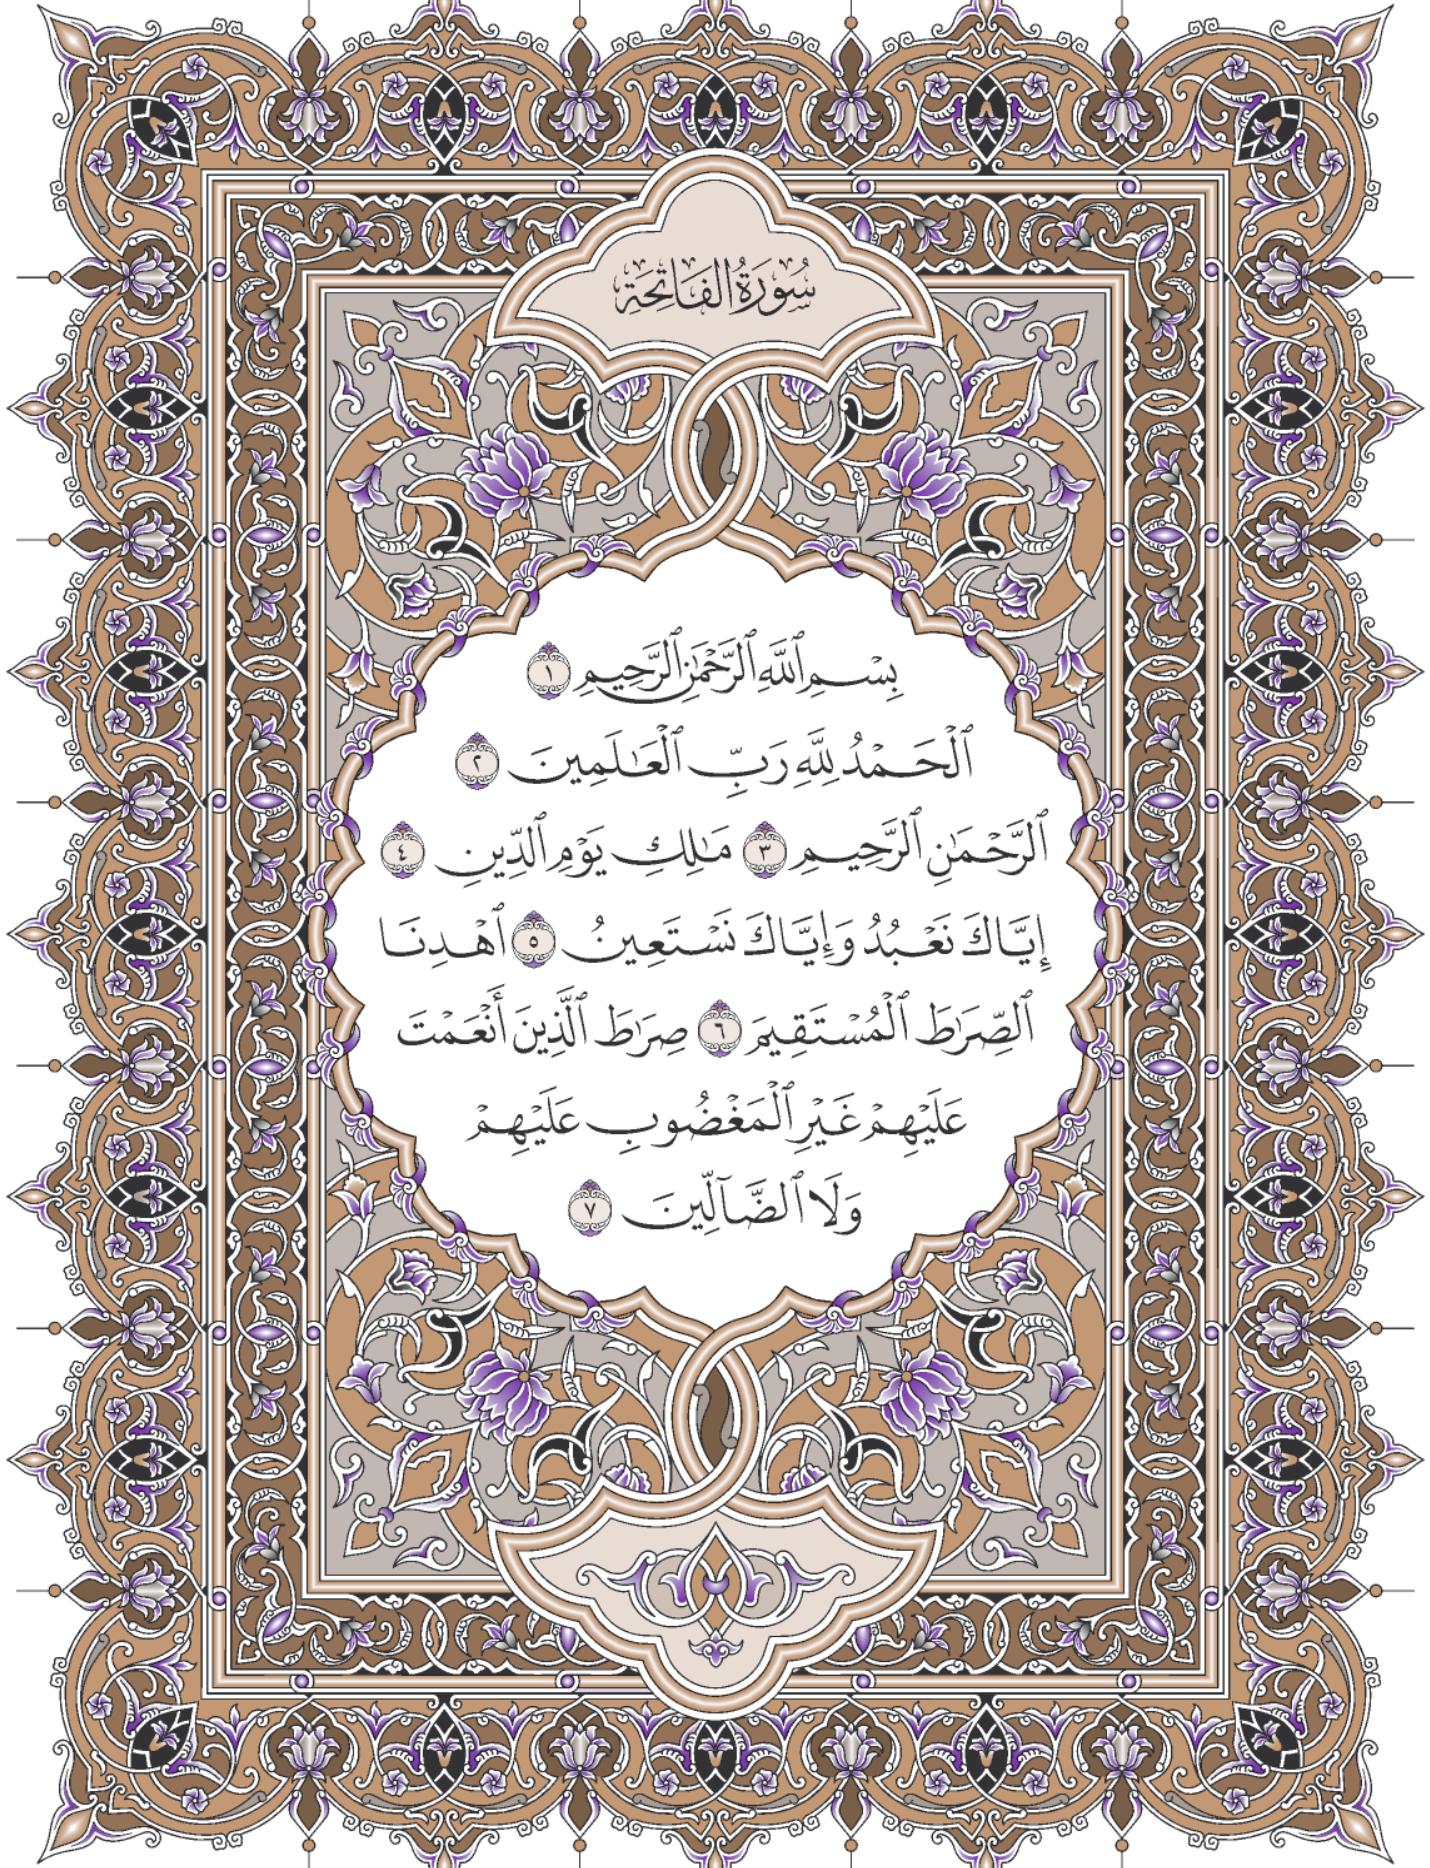 سُورَةُ الفَاتِحَةِ
بِسْمِ ٱللَّهِ ٱلرَّحْمَٰنِ ٱلرَّحِيمِ ١
ٱلْحَمْدُ لِلَّهِ رَبِّ ٱلْعَٰلَمِينَ ٢
ٱلرَّحْمَٰنِ ٱلرَّحِيمِ ٣ مَٰلِكِ يَوْمِ ٱلدِّينِ ٤
إِيَّاكَ نَعْبُدُ وَإِيَّاكَ نَسْتَعِينُ ٥ ٱهْدِنَا
ٱلصِّرَٰطَ ٱلْمُسْتَقِيمَ ٦ صِرَٰطَ ٱلَّذِينَ أَنْعَمْتَ
عَلَيْهِمْ غَيْرِ ٱلْمَغْضُوبِ عَلَيْهِمْ
وَلَا ٱلضَّآلِّينَ ٧